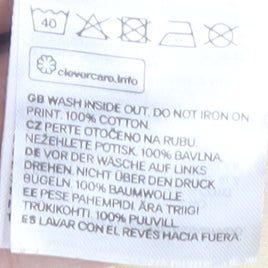 40
clevercare.info
GB WASH INSIDE OUT. DO NOT IRON ON
PRINT. 100% COTTON.
CZ PERTE OTOČENO NA RUBU.
NEŽEHLETE POTISK. 100% BAVLNA.
DE VOR DER WÄSCHE AUF LINKS
DREHEN. NICHT ÜBER DEN DRUCK
BÜGELN. 100% BAUMWOLLE.
EE PESE PAHEMPIDI. ÄRA TRIIGI
TRÜKIKOHTI. 100% PUUVILL.
ES LAVAR CON EL REVÉS HACIA FUERA.